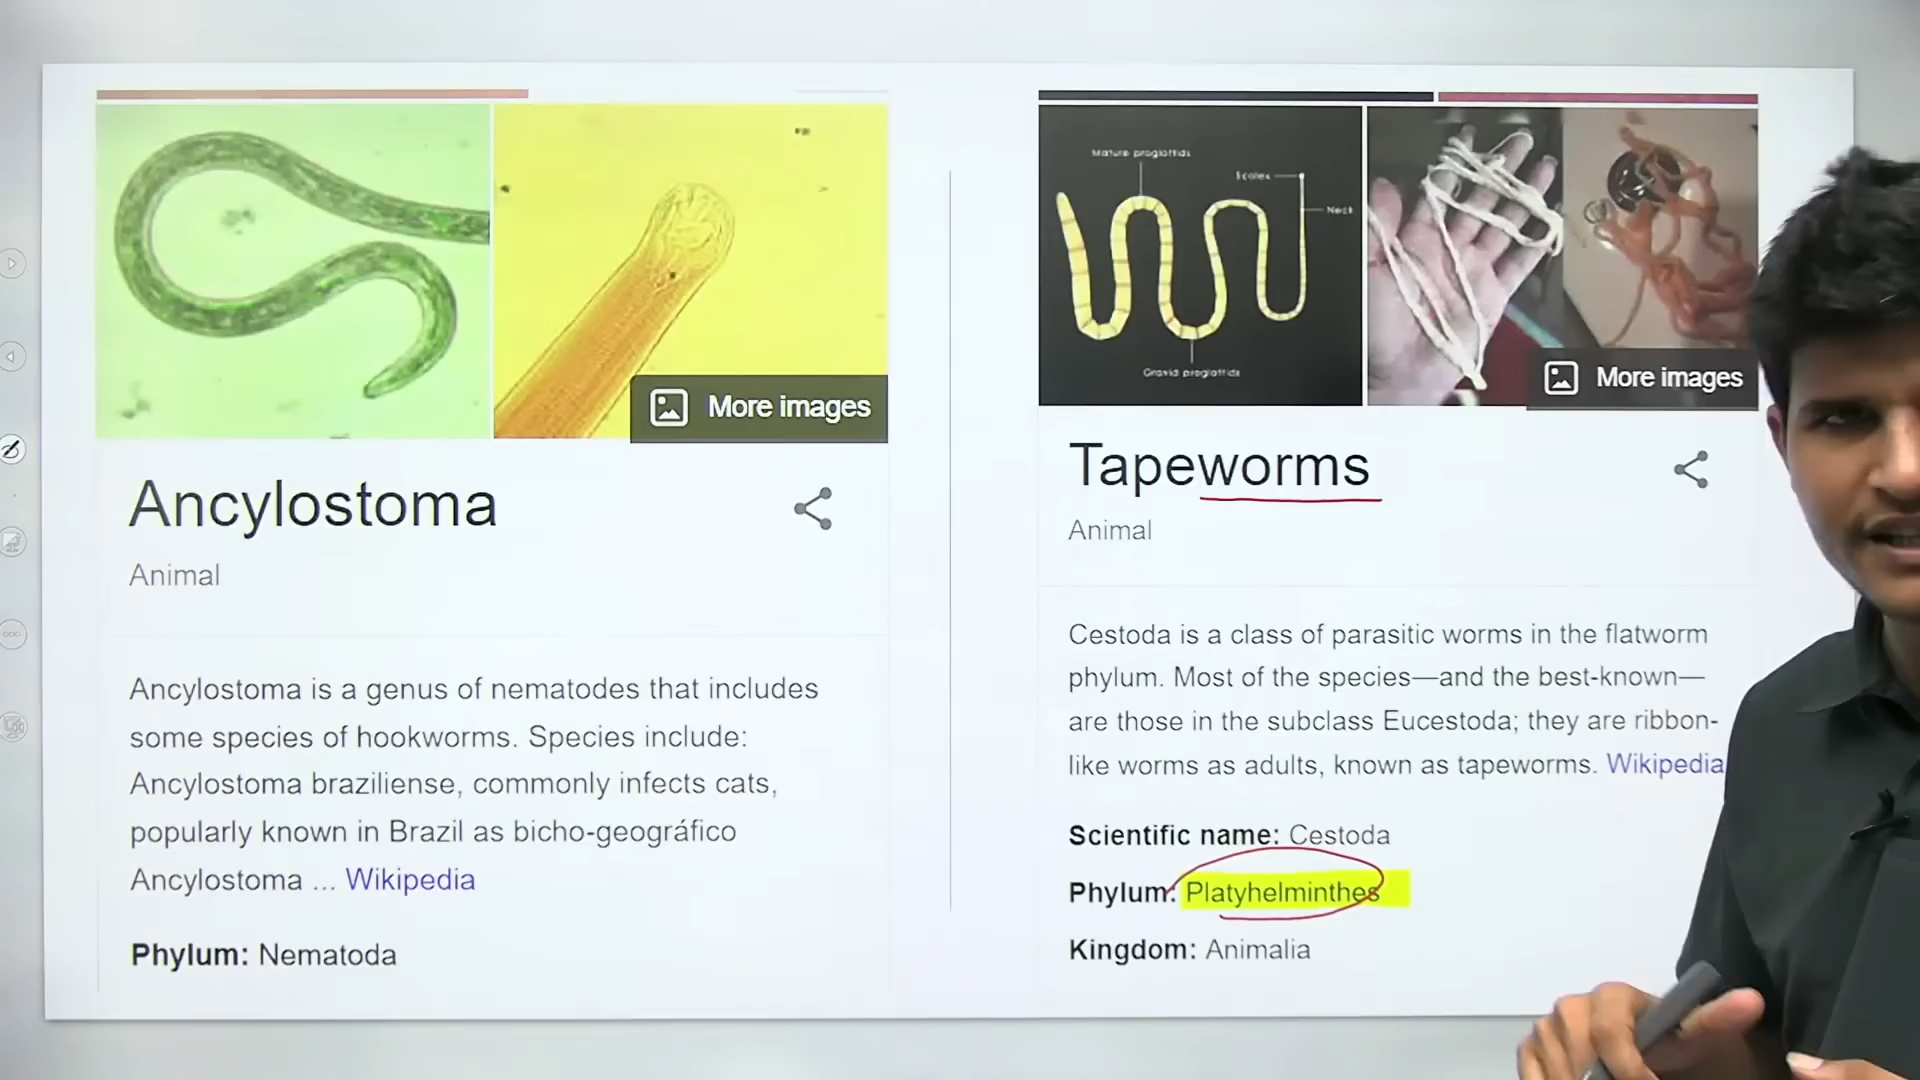 More images
Ancylostoma
Animal
Ancylostoma is a genus of nematodes that includes
some species of hookworms. Species include:
Ancylostoma braziliense, commonly infects cats,
popularly known in Brazil as bicho-geográfico
Ancylostoma ... Wikipedia
Phylum: Nematoda
Mature proglottids
Scolex
Neck
Gravid proglottids
More images
Tapeworms
Animal
Cestoda is a class of parasitic worms in the flatworm
phylum. Most of the species—and the best-known—
are those in the subclass Eucestoda; they are ribbon-
like worms as adults, known as tapeworms. Wikipedia
Scientific name: Cestoda
Phylum: Platyhelminthes
Kingdom: Animalia